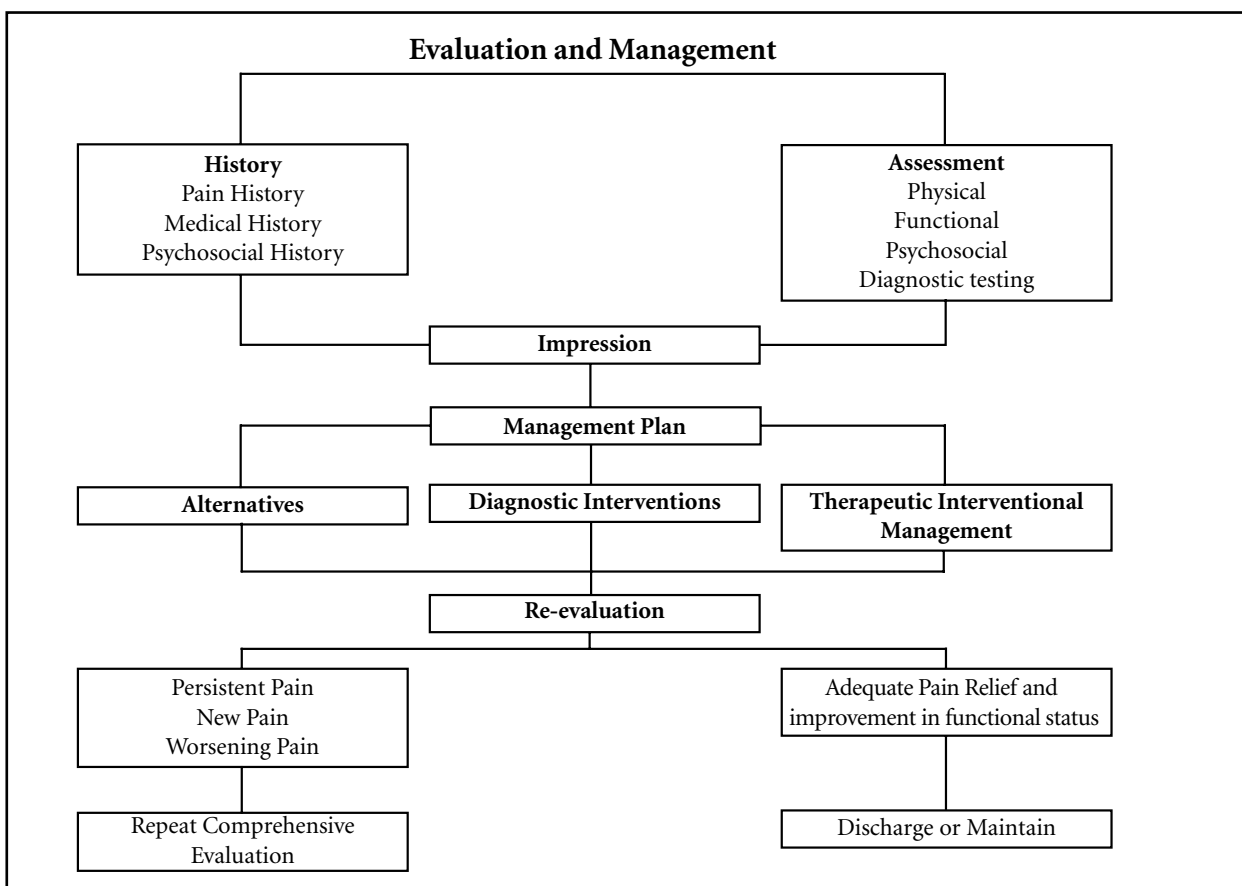 Evaluation and Management
History
Pain History
Medical History
Psychosocial History
Assessment
Physical
Functional
Psychosocial
Diagnostic testing
Impression
Management Plan
Alternatives
Diagnostic Interventions
Therapeutic Interventional
Management
Re-evaluation
Persistent Pain
New Pain
Worsening Pain
Adequate Pain Relief and
improvement in functional status
Repeat Comprehensive
Evaluation
Discharge or Maintain